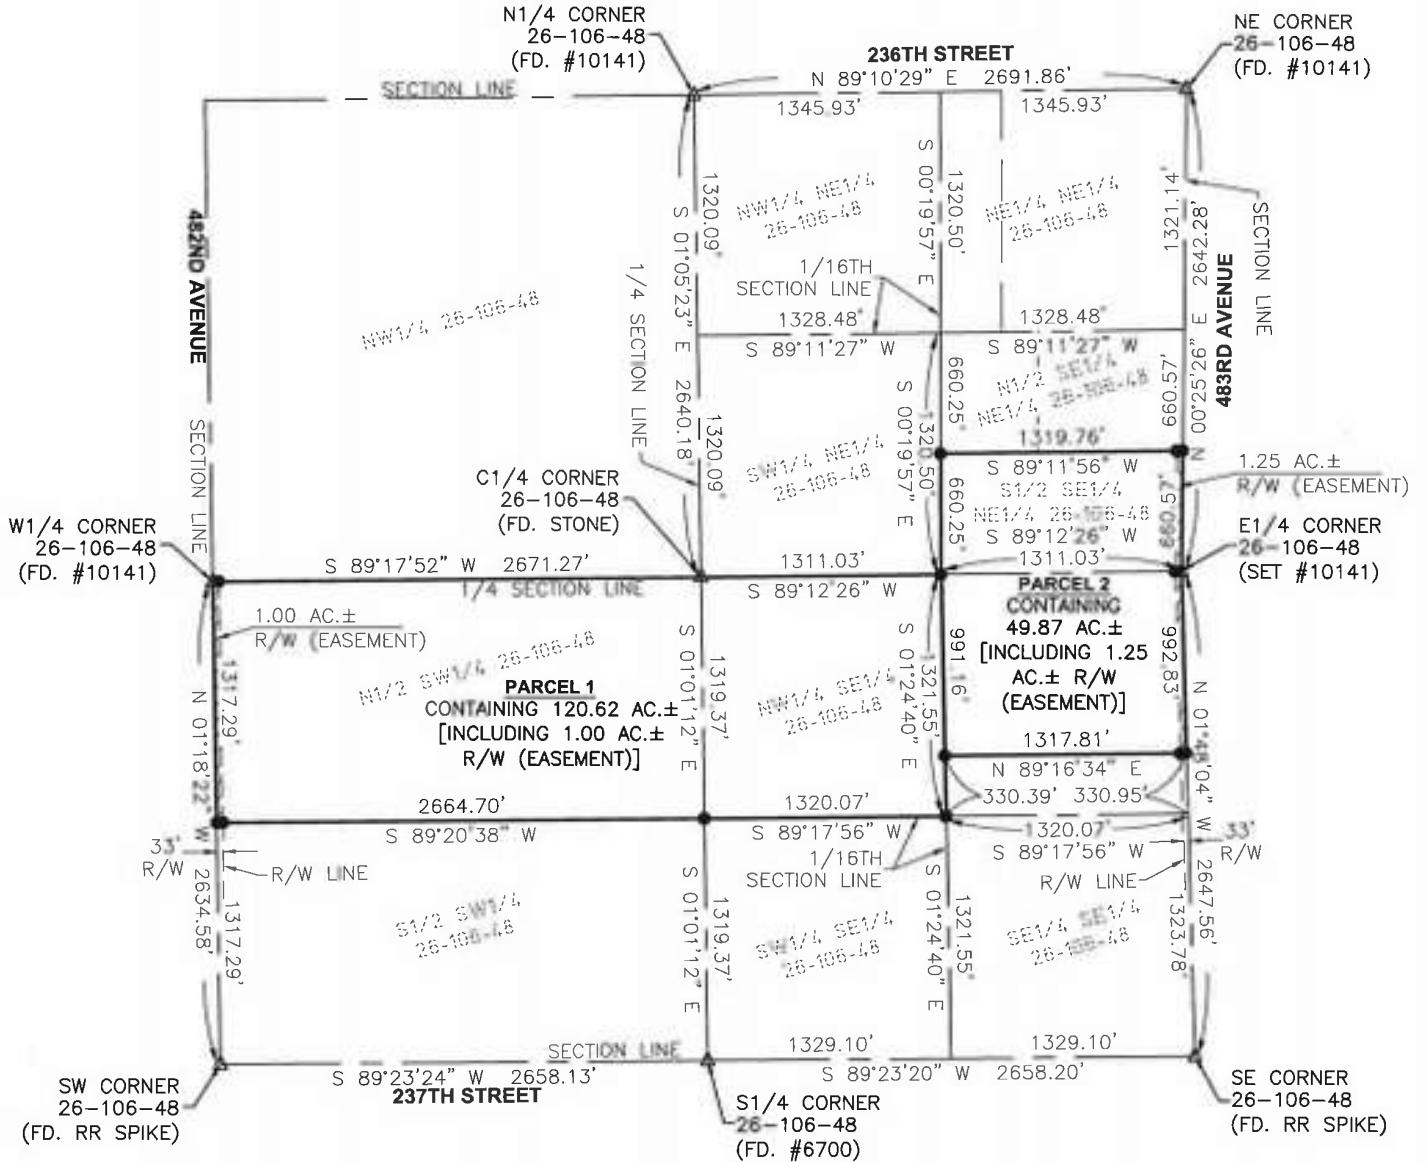 N1/4 CORNER
26-106-48
(FD. #10141)
NE CORNER
26-106-48
(FD. #10141)
236TH STREET
N 89°10'29" E 2691.86'
SECTION LINE
1345.93'
1345.93'
482ND AVENUE
SECTION LINE
NW1/4 26-106-48
1320.09'
S 01°05'23" E 2640.18'
1320.09'
1/4 SECTION LINE
NW1/4 NE1/4
26-106-48
S 00°19'57" E
1320.50'
NE1/4 NE1/4
26-106-48
1321.14'
N 00°25'26" E 2642.28'
SECTION LINE
483RD AVENUE
1/16TH
SECTION LINE
1328.48'
S 89°11'27" W
1328.48'
S 89°11'27" W
N1/2 SE1/4
NE1/4 26-106-48
660.25'
660.57'
S 00°19'57" E
1320.50'
SW1/4 NE1/4
26-106-48
1319.76'
S 89°11'56" W
S1/2 SE1/4
NE1/4 26-106-48
660.25'
660.57'
S 89°12'26" W
1311.03'
1.25 AC.±
R/W (EASEMENT)
E1/4 CORNER
26-106-48
(SET #10141)
C1/4 CORNER
26-106-48
(FD. STONE)
W1/4 CORNER
26-106-48
(FD. #10141)
S 89°17'52" W 2671.27'
1/4 SECTION LINE
1311.03'
S 89°12'26" W
1.00 AC.±
R/W (EASEMENT)
1317.29'
N 01°18'22" W 2634.58'
N1/2 SW1/4 26-106-48
PARCEL 1
CONTAINING 120.62 AC.±
[INCLUDING 1.00 AC.±
R/W (EASEMENT)]
S 01°01'12" E
1319.37'
NW1/4 SE1/4
26-106-48
S 01°24'40" E
1321.55'
991.16'
PARCEL 2
CONTAINING
49.87 AC.±
[INCLUDING 1.25
AC.± R/W
(EASEMENT)]
992.83'
N 01°48'04" W 2647.56'
1317.81'
N 89°16'34" E
330.39' 330.95'
1320.07'
S 89°17'56" W
2664.70'
S 89°20'38" W
1320.07'
S 89°17'56" W
1/16TH
SECTION LINE
33'
R/W
R/W LINE
33'
R/W
R/W LINE
1317.29'
S1/2 SW1/4
26-106-48
S 01°01'12" E
1319.37'
SW1/4 SE1/4
26-106-48
S 01°24'40" E
1321.55'
SE1/4 SE1/4
26-106-48
1323.78'
SECTION LINE
S 89°23'24" W 2658.13'
237TH STREET
1329.10'
1329.10'
S 89°23'20" W 2658.20'
SW CORNER
26-106-48
(FD. RR SPIKE)
S1/4 CORNER
26-106-48
(FD. #6700)
SE CORNER
26-106-48
(FD. RR SPIKE)